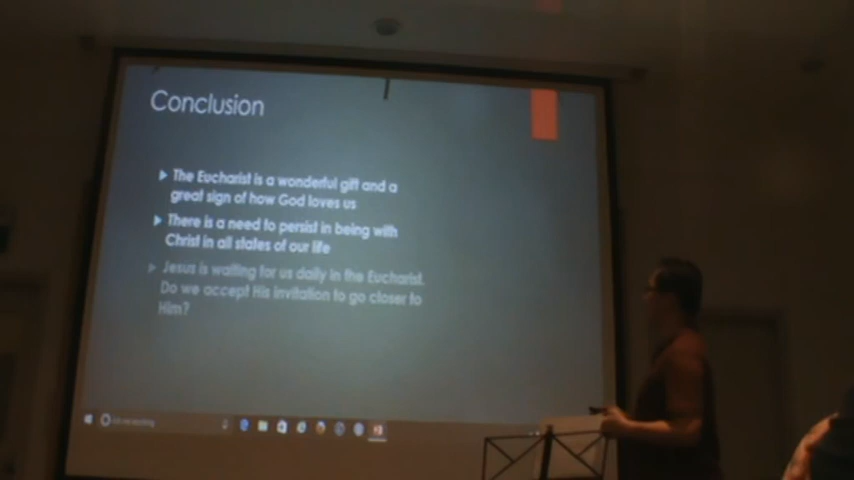 Conclusion
The Eucharist is a wonderful gift and a
great sign of how God loves us
There is a need to persist in being with
Christ in all states of our life
Jesus is waiting for us daily in the Eucharist.
Do we accept His invitation to go closer to
Him?